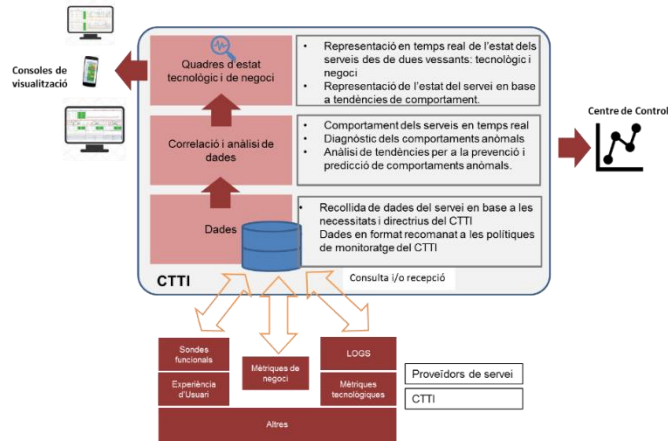 Consoles de
visualització
Quadres d'estat
tecnològic i de negoci
• Representació en temps real de l'estat dels
serveis des de dues vessants: tecnològic i
negoci
• Representació de l'estat del servei en base
a tendències de comportament.
Correlació i anàlisi de
dades
• Comportament dels serveis en temps real
• Diagnòstic dels comportaments anòmals
• Anàlisi de tendències per a la prevenció i
predicció de comportaments anòmals.
Centre de Control
Dades
• Recollida de dades del servei en base a les
necessitats i directrius del CTTI
• Dades en format recomanat a les polítiques
de monitoratge del CTTI
CTTI
Consulta i/o recepció
Sondes
funcionals
Mètriques de
negoci
LOGS
Experiència
d'Usuari
Mètriques
tecnològiques
Altres
Proveïdors de servei
CTTI